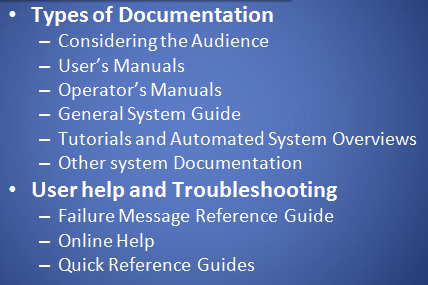 • Types of Documentation
– Considering the Audience
– User’s Manuals
– Operator’s Manuals
– General System Guide
– Tutorials and Automated System Overviews
– Other system Documentation
• User help and Troubleshooting
– Failure Message Reference Guide
– Online Help
– Quick Reference Guides